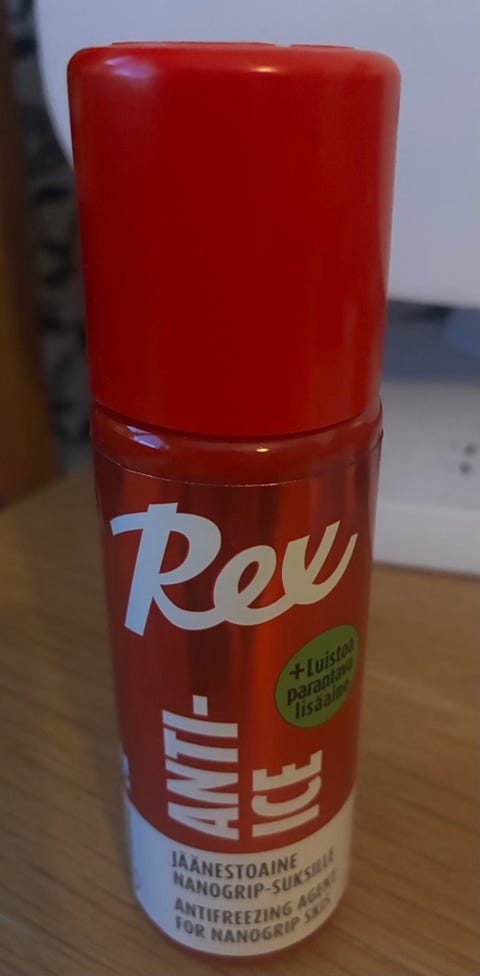 Rex
+Luistoa
parantava
lisäaine
ANTI-
ICE
JÄÄNESTOAINE
NANOGRIP-SUKSILLE
ANTIFREEZING AGENT
FOR NANOGRIP SKIS